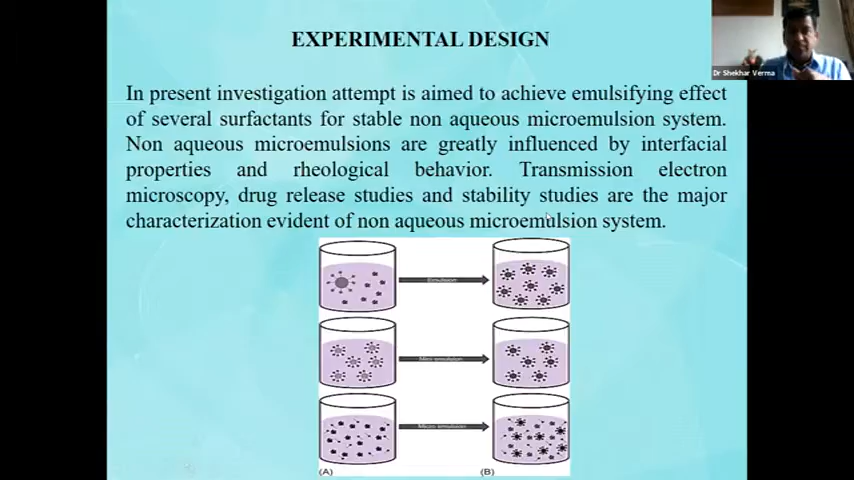 EXPERIMENTAL DESIGN
Dr Shekhar Verma
In present investigation attempt is aimed to achieve emulsifying effect
of several surfactants for stable non aqueous microemulsion system.
Non aqueous microemulsions are greatly influenced by interfacial
properties and rheological behavior. Transmission electron
microscopy, drug release studies and stability studies are the major
characterization evident of non aqueous microemulsion system.
Emulsion
Mini emulsion
Micro emulsion
(A) (B)